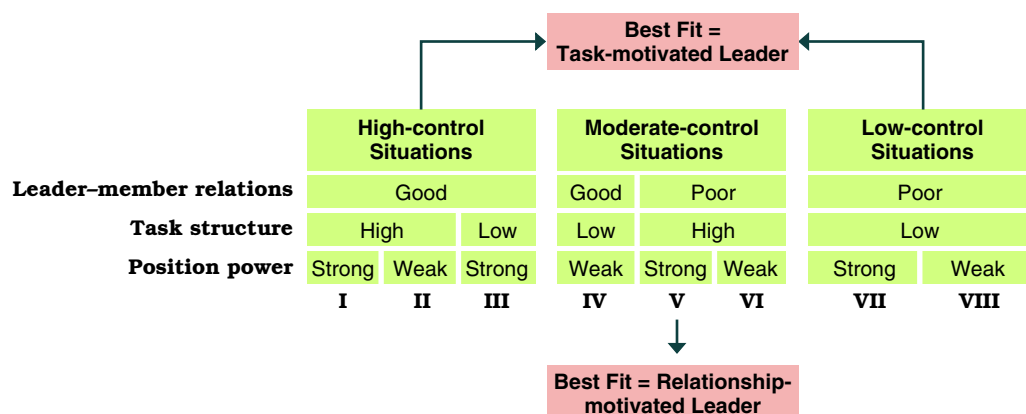 Best Fit =
Task-motivated Leader
High-control
Situations
Moderate-control
Situations
Low-control
Situations
Leader–member relations Good Good Poor Poor
Task structure High Low Low High Low
Position power Strong Weak Strong Weak Strong Weak Strong Weak
I II III IV V VI VII VIII
Best Fit = Relationship-
motivated Leader